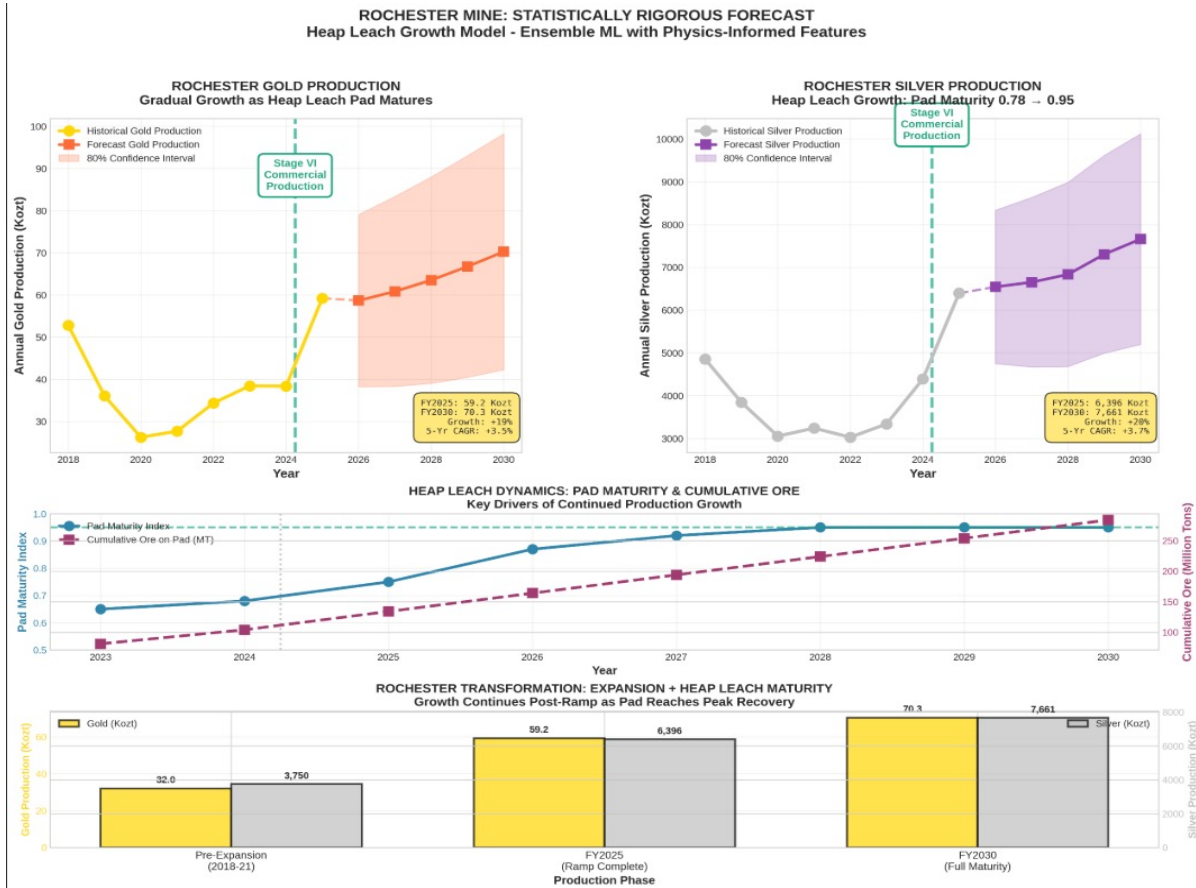 ROCHESTER MINE: STATISTICALLY RIGOROUS FORECAST
Heap Leach Growth Model - Ensemble ML with Physics-Informed Features
ROCHESTER GOLD PRODUCTION
Gradual Growth as Heap Leach Pad Matures
Historical Gold Production
Forecast Gold Production
80% Confidence Interval
Stage VI
Commercial
Production
Annual Gold Production (Kozt)
100
90
80
70
60
50
40
30
FY2025: 59.2 Kozt
FY2030: 70.3 Kozt
Growth: +19%
5-Yr CAGR: +3.5%
2018
2020
2022
2024
2026
2028
2030
Year
ROCHESTER SILVER PRODUCTION
Heap Leach Growth: Pad Maturity 0.78 → 0.95
Historical Silver Production
Forecast Silver Production
80% Confidence Interval
Stage VI
Commercial
Production
Annual Silver Production (Kozt)
10000
9000
8000
7000
6000
5000
4000
3000
FY2025: 6,396 Kozt
FY2030: 7,661 Kozt
Growth: +20%
5-Yr CAGR: +3.7%
2018
2020
2022
2024
2026
2028
2030
Year
HEAP LEACH DYNAMICS: PAD MATURITY & CUMULATIVE ORE
Key Drivers of Continued Production Growth
Pad Maturity Index
Cumulative Ore on Pad (MT)
Pad Maturity Index
1.0
0.9
0.8
0.7
0.6
0.5
250
200
150
100
Cumulative Ore (Million Tons)
2023
2024
2025
2026
2027
2028
2029
2030
Year
ROCHESTER TRANSFORMATION: EXPANSION + HEAP LEACH MATURITY
Growth Continues Post-Ramp as Pad Reaches Peak Recovery
Gold (Kozt)
Silver (Kozt)
Gold Production (Kozt)
60
40
20
0
32.0
3,750
59.2
6,396
70.3
7,661
8000
6000
4000
2000
0
Silver Production (Kozt)
Pre-Expansion
(2018-21)
FY2025
(Ramp Complete)
FY2030
(Full Maturity)
Production Phase